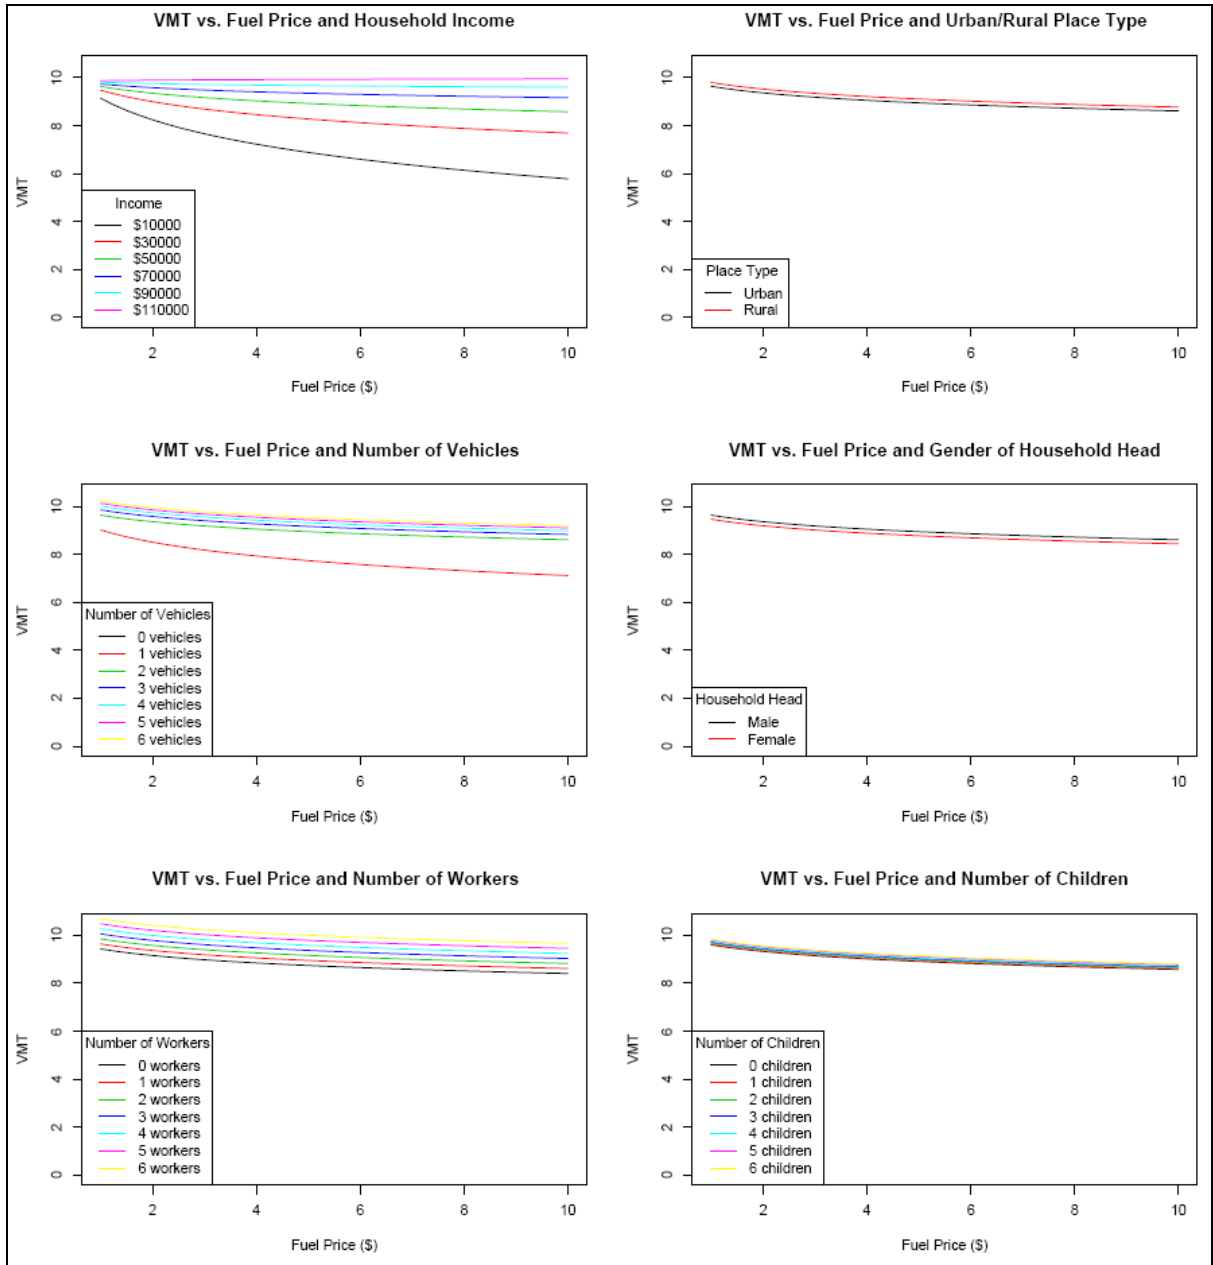 VMT vs. Fuel Price and Household Income
VMT
10
8
6
4
2
0
Income
$10000
$30000
$50000
$70000
$90000
$110000
2 4 6 8 10
Fuel Price ($)
VMT vs. Fuel Price and Urban/Rural Place Type
VMT
10
8
6
4
2
0
Place Type
Urban
Rural
2 4 6 8 10
Fuel Price ($)
VMT vs. Fuel Price and Number of Vehicles
VMT
10
8
6
4
2
0
Number of Vehicles
0 vehicles
1 vehicles
2 vehicles
3 vehicles
4 vehicles
5 vehicles
6 vehicles
2 4 6 8 10
Fuel Price ($)
VMT vs. Fuel Price and Gender of Household Head
VMT
10
8
6
4
2
0
Household Head
Male
Female
2 4 6 8 10
Fuel Price ($)
VMT vs. Fuel Price and Number of Workers
VMT
10
8
6
4
2
0
Number of Workers
0 workers
1 workers
2 workers
3 workers
4 workers
5 workers
6 workers
2 4 6 8 10
Fuel Price ($)
VMT vs. Fuel Price and Number of Children
VMT
10
8
6
4
2
0
Number of Children
0 children
1 children
2 children
3 children
4 children
5 children
6 children
2 4 6 8 10
Fuel Price ($)